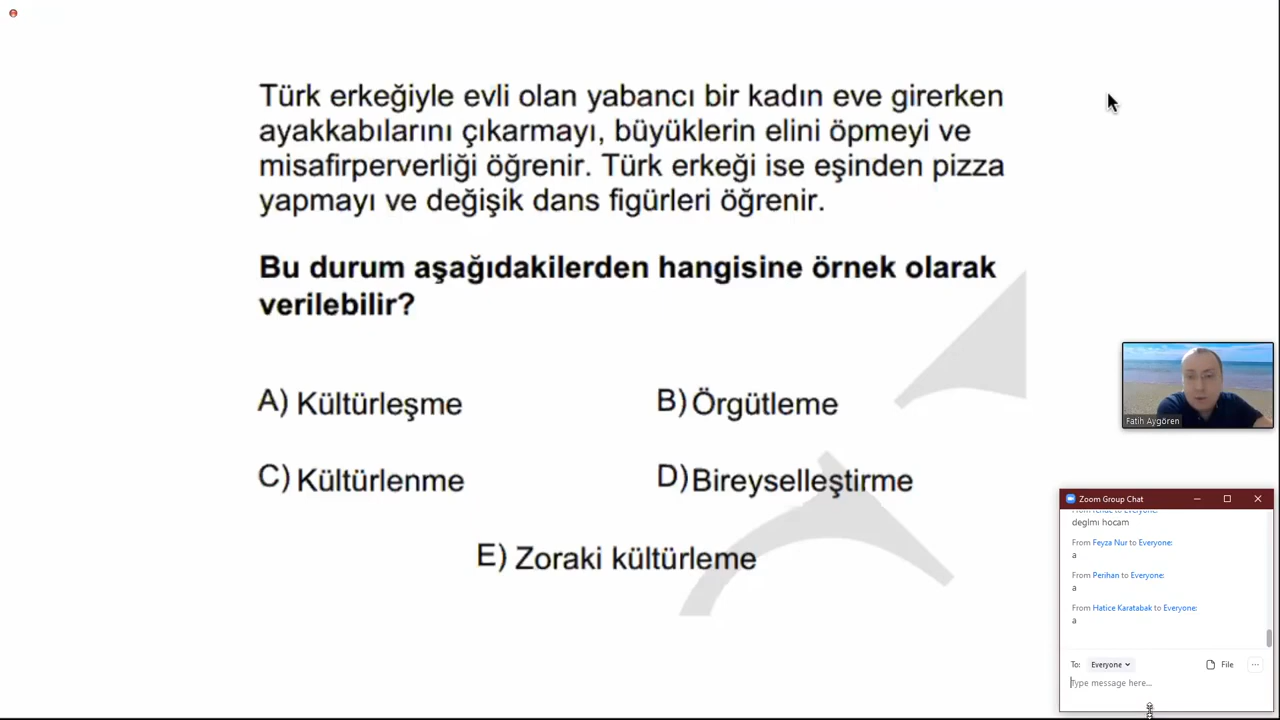 Türk erkeğiyle evli olan yabancı bir kadın eve girerken
ayakkabılarını çıkarmayı, büyüklerin elini öpmeyi ve
misafirperverliği öğrenir. Türk erkeği ise eşinden pizza
yapmayı ve değişik dans figürleri öğrenir.
Bu durum aşağıdakilerden hangisine örnek olarak
verilebilir?
A) Kültürleşme
B) Örgütleme
C) Kültürlenme
D) Bireyselleştirme
E) Zoraki kültürleme
Fatih Aygören
Zoom Group Chat
to Everyone:
degImı hocam
From Feyza Nur to Everyone:
a
From Perihan to Everyone:
a
From Hatice Karatabak to Everyone:
a
To: Everyone
File
Type message here...